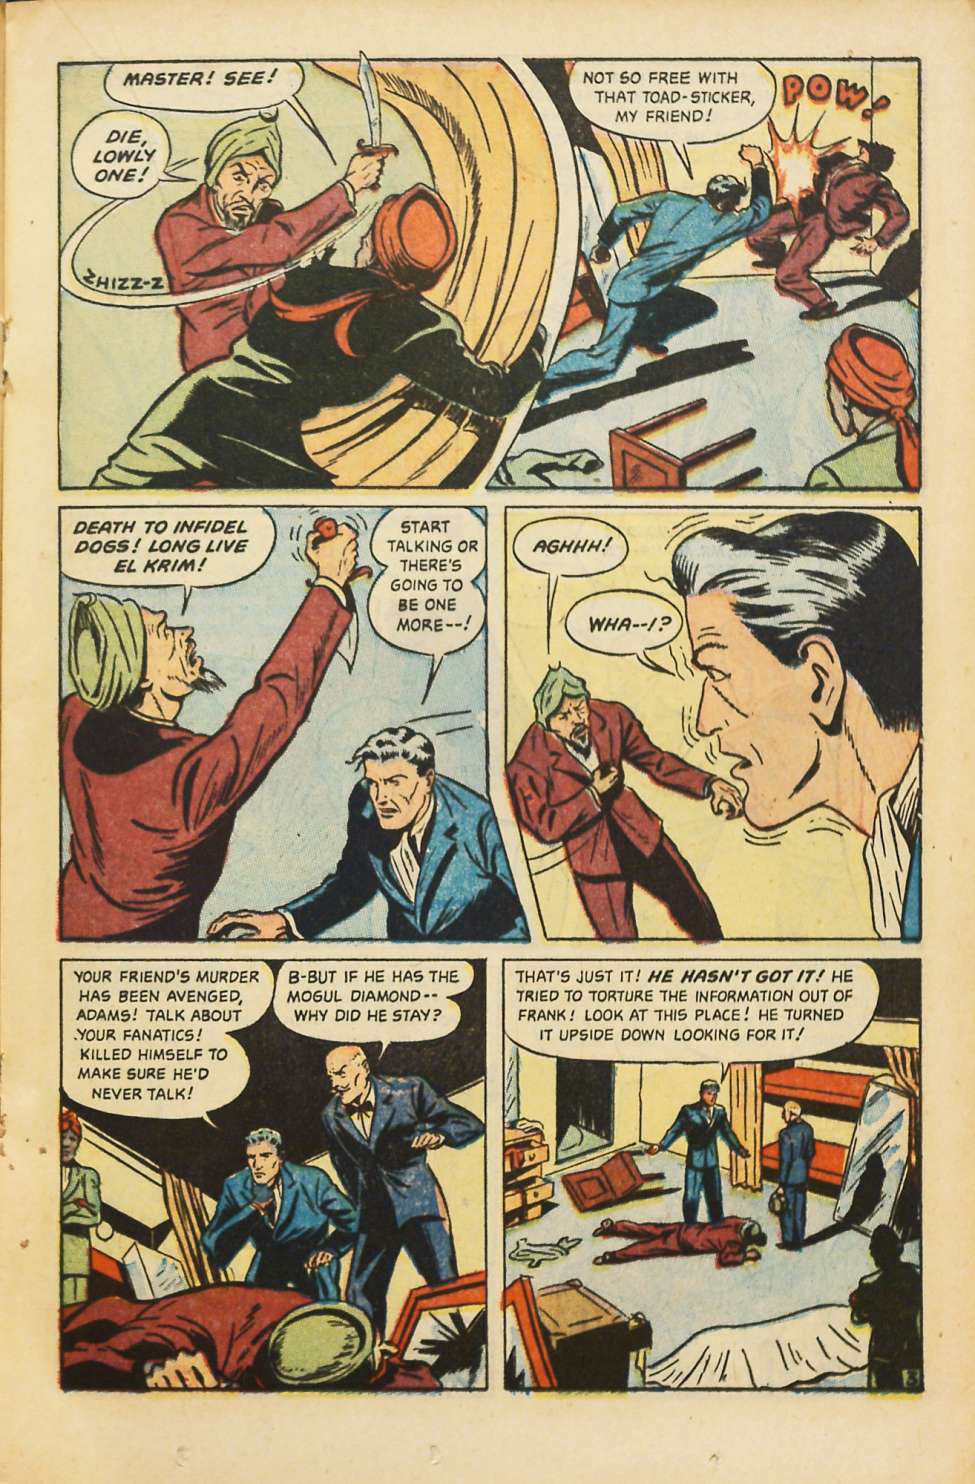 MASTER! SEE!
DIE,
LOWLY
ONE!
ZHIZZ-Z
NOT SO FREE WITH
THAT TOAD-STICKER,
MY FRIEND!
POW!
DEATH TO INFIDEL
DOGS! LONG LIVE
EL KRIM!
START
TALKING OR
THERE'S
GOING TO
BE ONE
MORE--!
AGHHH!
WHA--!?
YOUR FRIEND'S MURDER
HAS BEEN AVENGED,
ADAMS! TALK ABOUT
YOUR FANATICS!
KILLED HIMSELF TO
MAKE SURE HE'D
NEVER TALK!
B-BUT IF HE HAS THE
MOGUL DIAMOND--
WHY DID HE STAY?
THAT'S JUST IT! HE HASN'T GOT IT! HE
TRIED TO TORTURE THE INFORMATION OUT OF
FRANK! LOOK AT THIS PLACE! HE TURNED
IT UPSIDE DOWN LOOKING FOR IT!